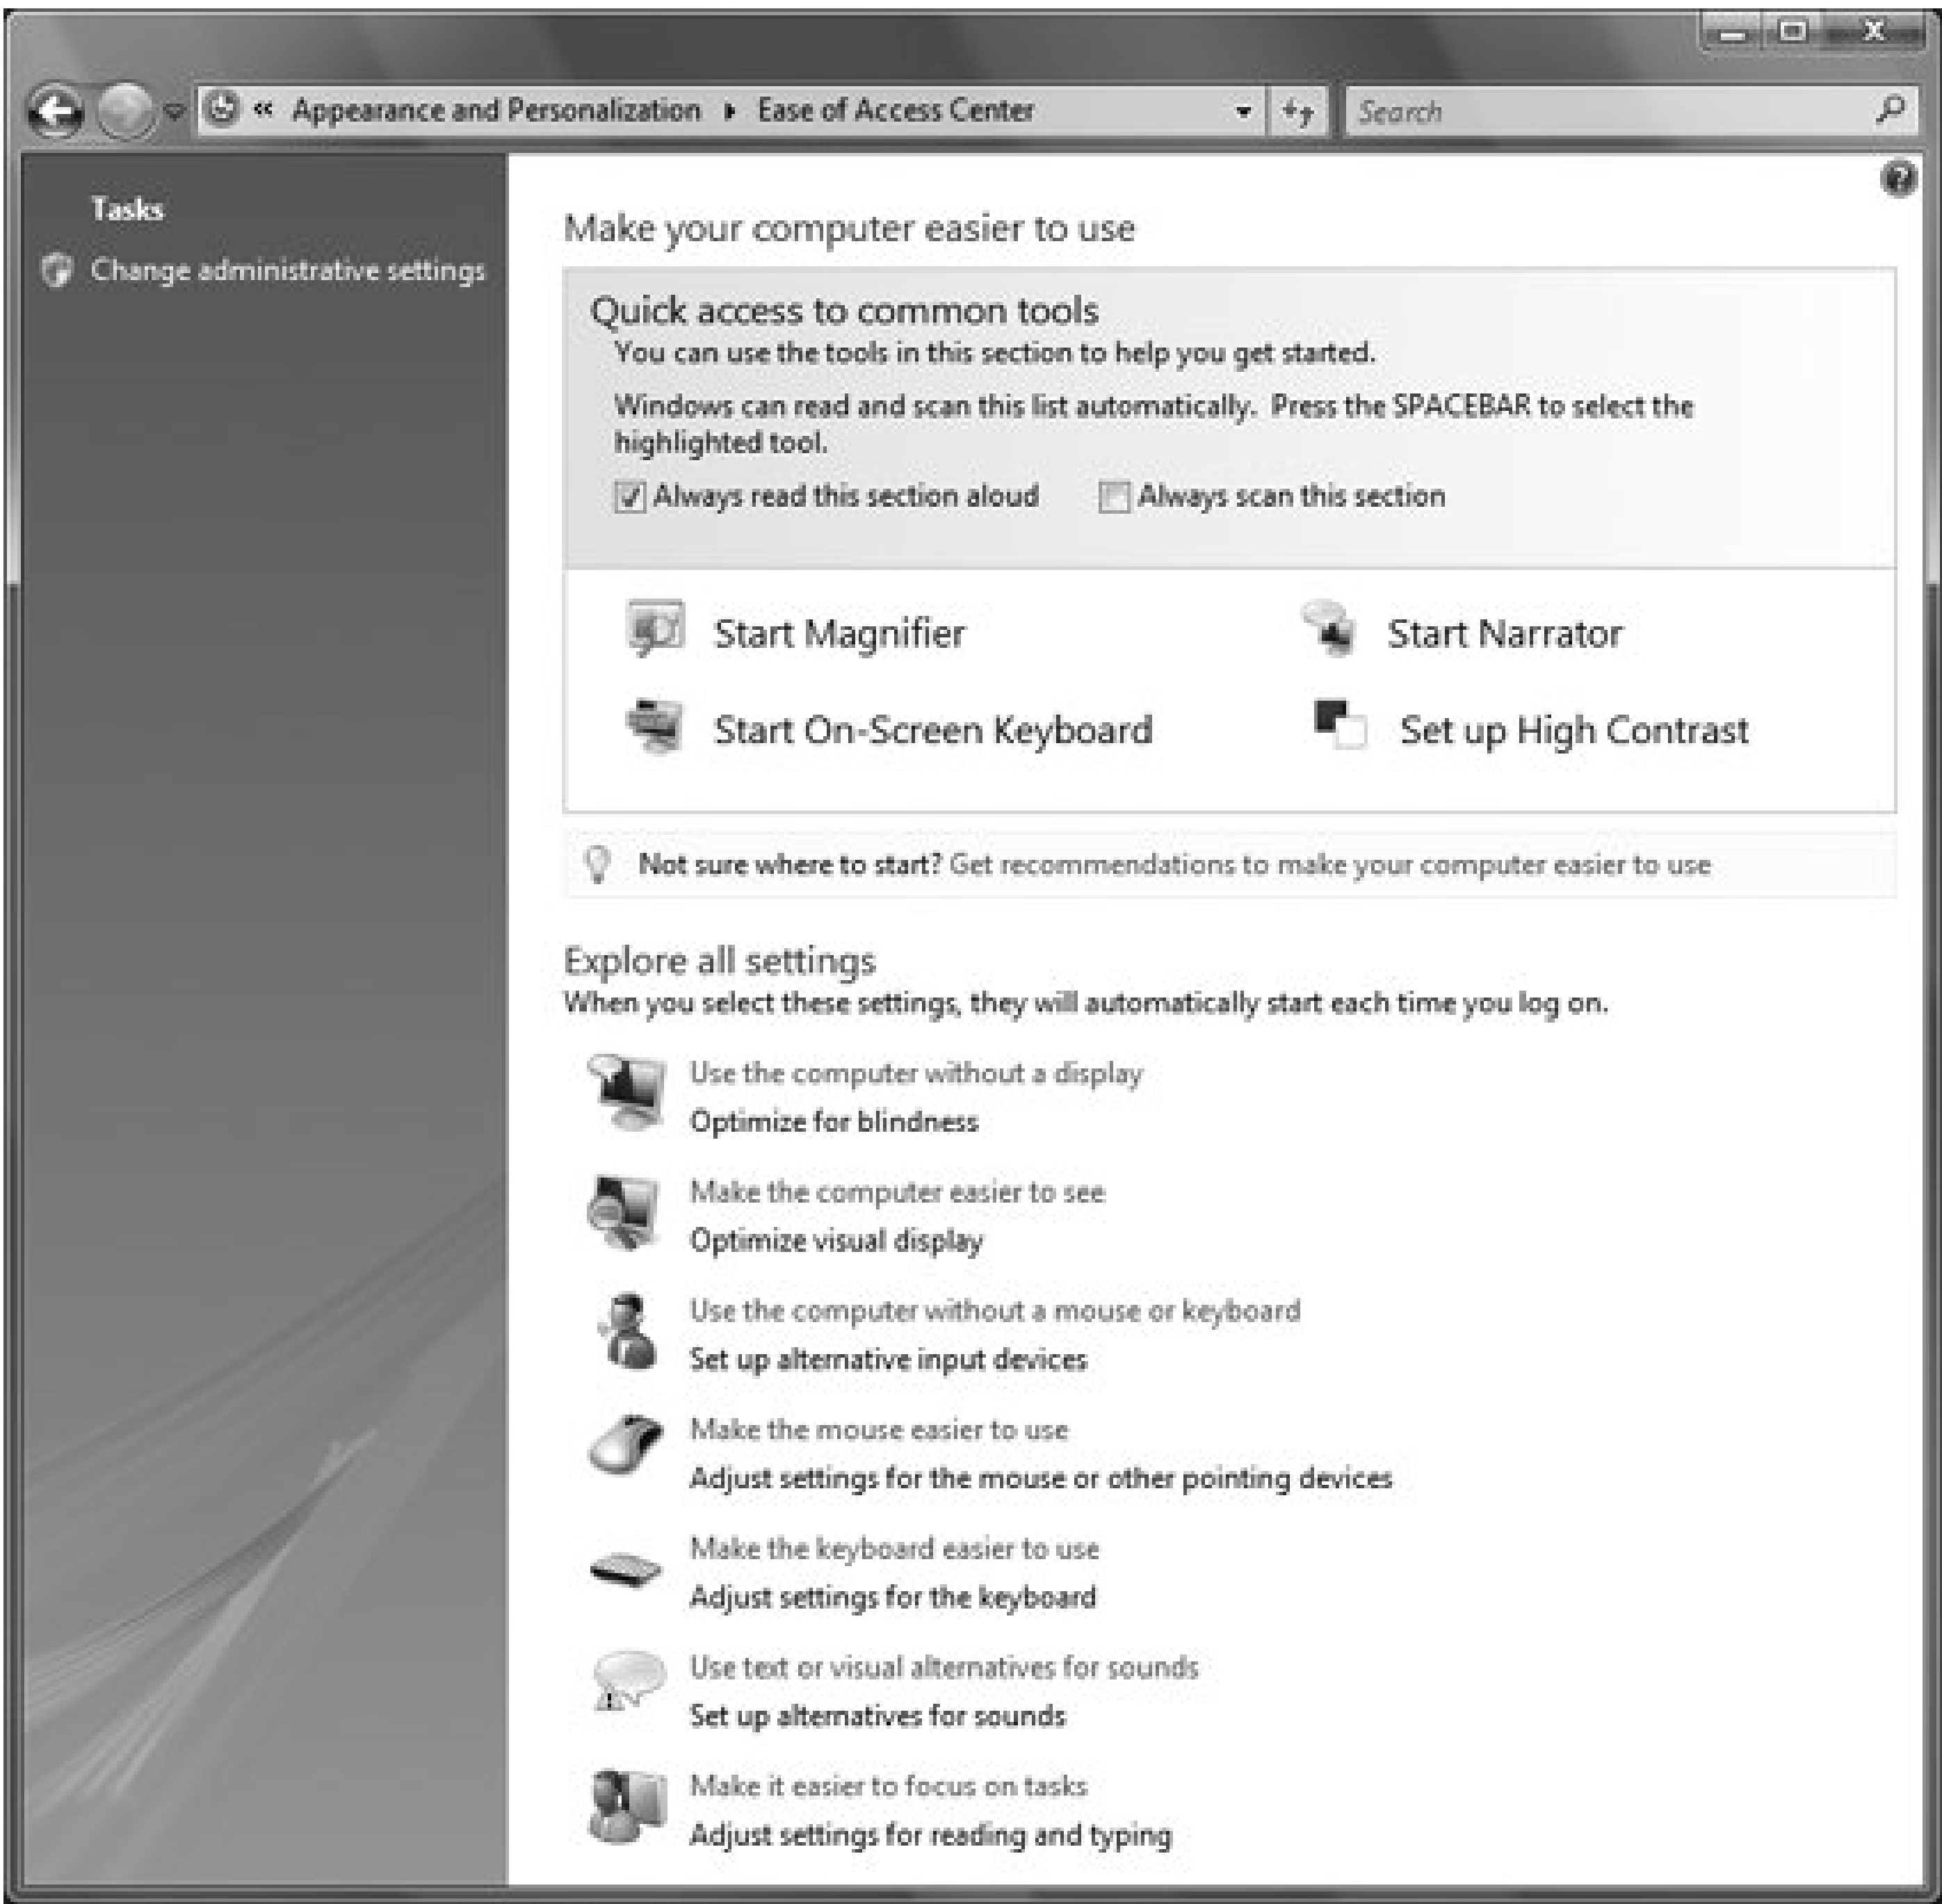 « Appearance and Personalization ▸ Ease of Access Center
Search
Tasks
Change administrative settings
Make your computer easier to use
Quick access to common tools
You can use the tools in this section to help you get started.
Windows can read and scan this list automatically. Press the SPACEBAR to select the
highlighted tool.
Always read this section aloud
Always scan this section
Start Magnifier
Start Narrator
Start On-Screen Keyboard
Set up High Contrast
Not sure where to start? Get recommendations to make your computer easier to use
Explore all settings
When you select these settings, they will automatically start each time you log on.
Use the computer without a display
Optimize for blindness
Make the computer easier to see
Optimize visual display
Use the computer without a mouse or keyboard
Set up alternative input devices
Make the mouse easier to use
Adjust settings for the mouse or other pointing devices
Make the keyboard easier to use
Adjust settings for the keyboard
Use text or visual alternatives for sounds
Set up alternatives for sounds
Make it easier to focus on tasks
Adjust settings for reading and typing